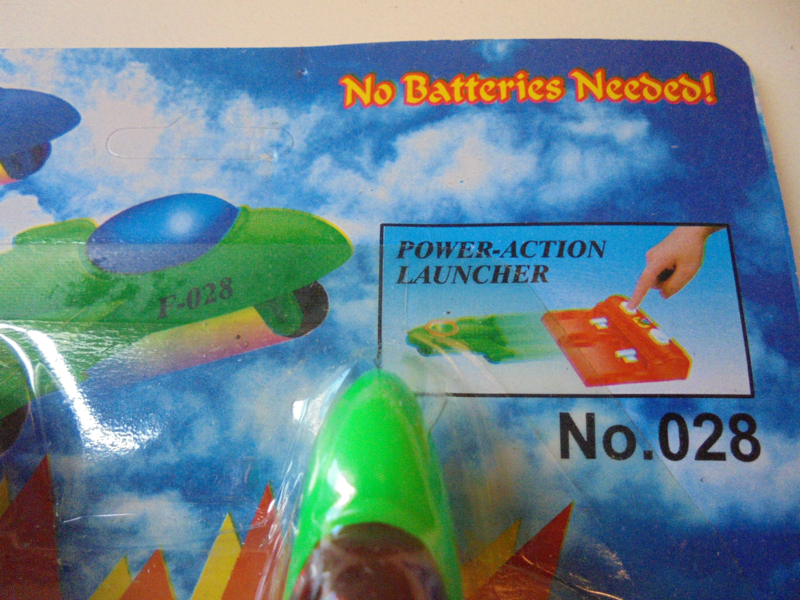 No Batteries Needed!
POWER-ACTION
LAUNCHER
F-028
No.028